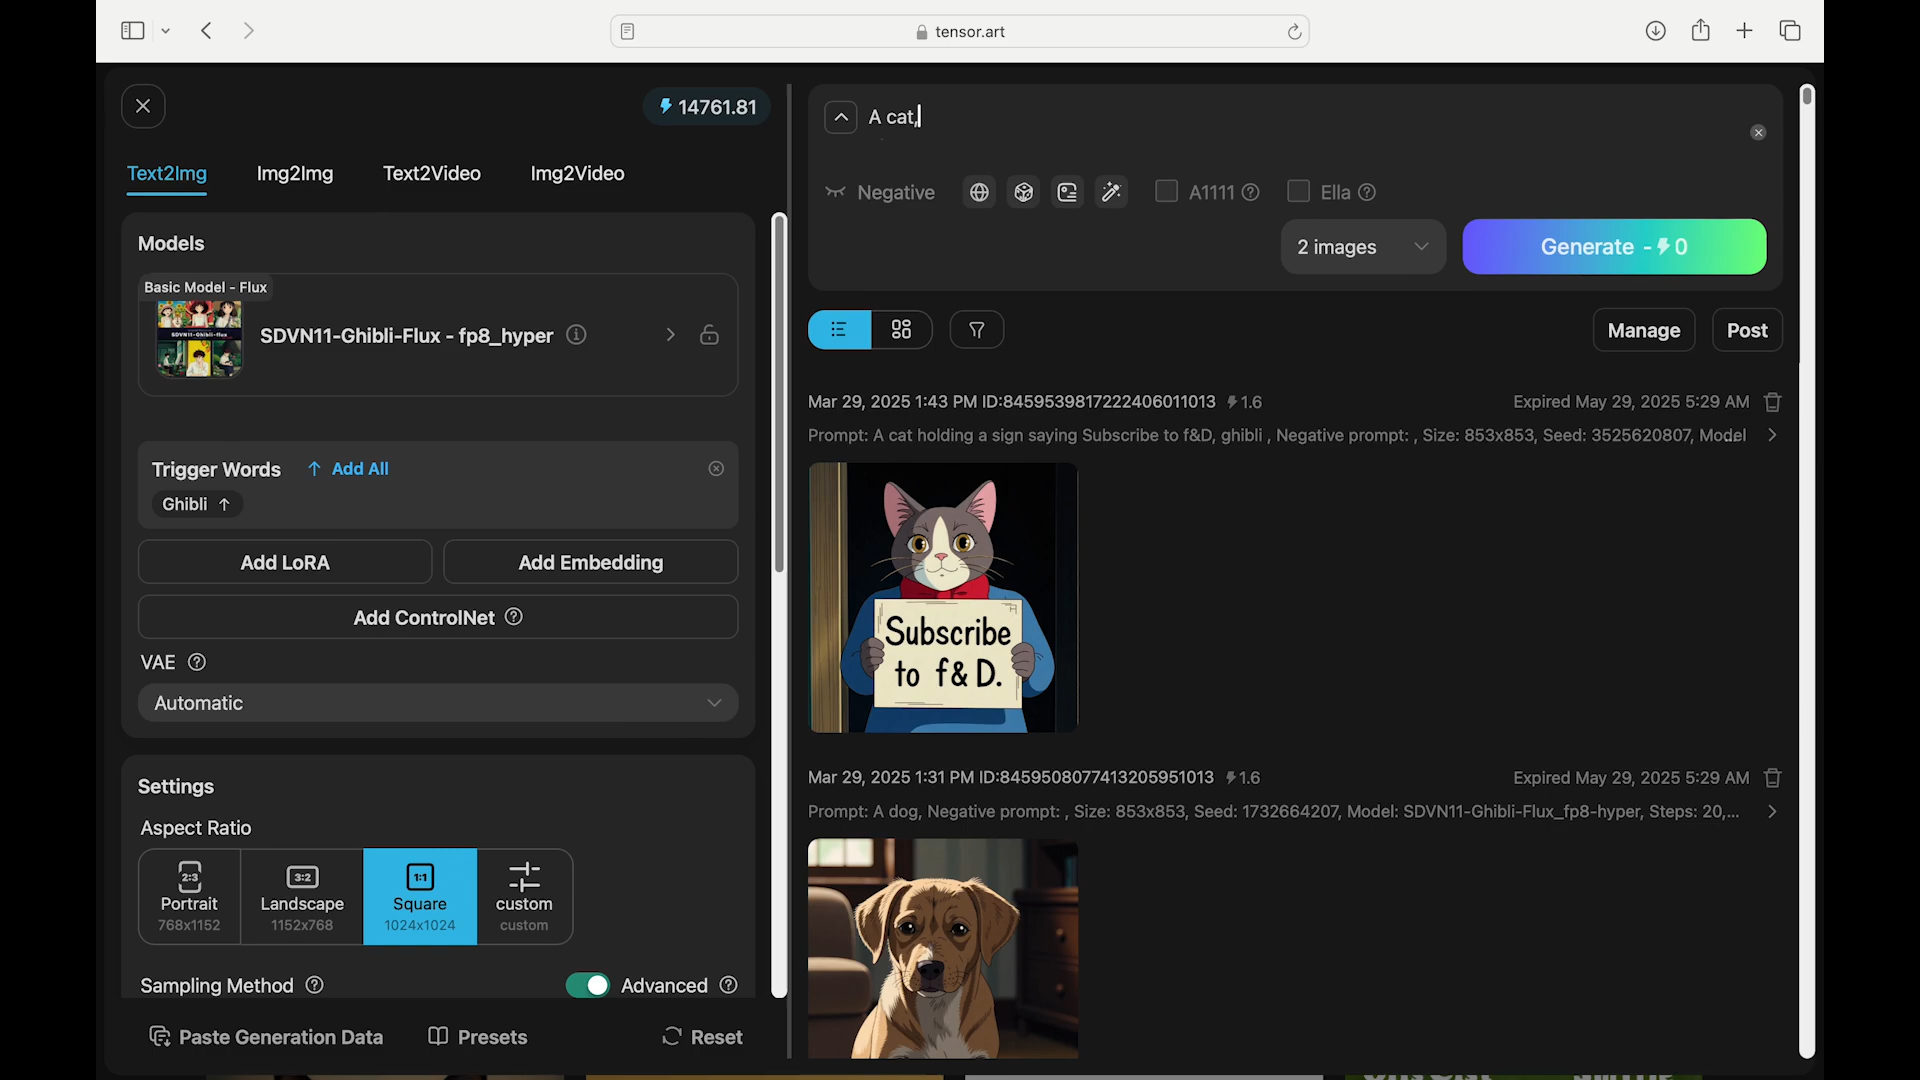 tensor.art
14761.81
Text2Img
Img2Img
Text2Video
Img2Video
Models
Basic Model - Flux
SDVN11-Ghibli-flux
SDVN11-Ghibli-Flux - fp8_hyper
Trigger Words
Add All
Ghibli
Add LoRA
Add Embedding
Add ControlNet
VAE
Automatic
Settings
Aspect Ratio
2:3
Portrait
768x1152
3:2
Landscape
1152x768
1:1
Square
1024x1024
custom
custom
Sampling Method
Advanced
Paste Generation Data
Presets
Reset
A cat,
Negative
A1111
Ella
2 images
Generate - 0
Manage
Post
Mar 29, 2025 1:43 PM ID:8459539817222406011013 1.6
Expired May 29, 2025 5:29 AM
Prompt: A cat holding a sign saying Subscribe to f&D, ghibli , Negative prompt: , Size: 853x853, Seed: 3525620807, Model
Subscribe
to f&D.
Mar 29, 2025 1:31 PM ID:8459508077413205951013 1.6
Expired May 29, 2025 5:29 AM
Prompt: A dog, Negative prompt: , Size: 853x853, Seed: 1732664207, Model: SDVN11-Ghibli-Flux_fp8-hyper, Steps: 20,...